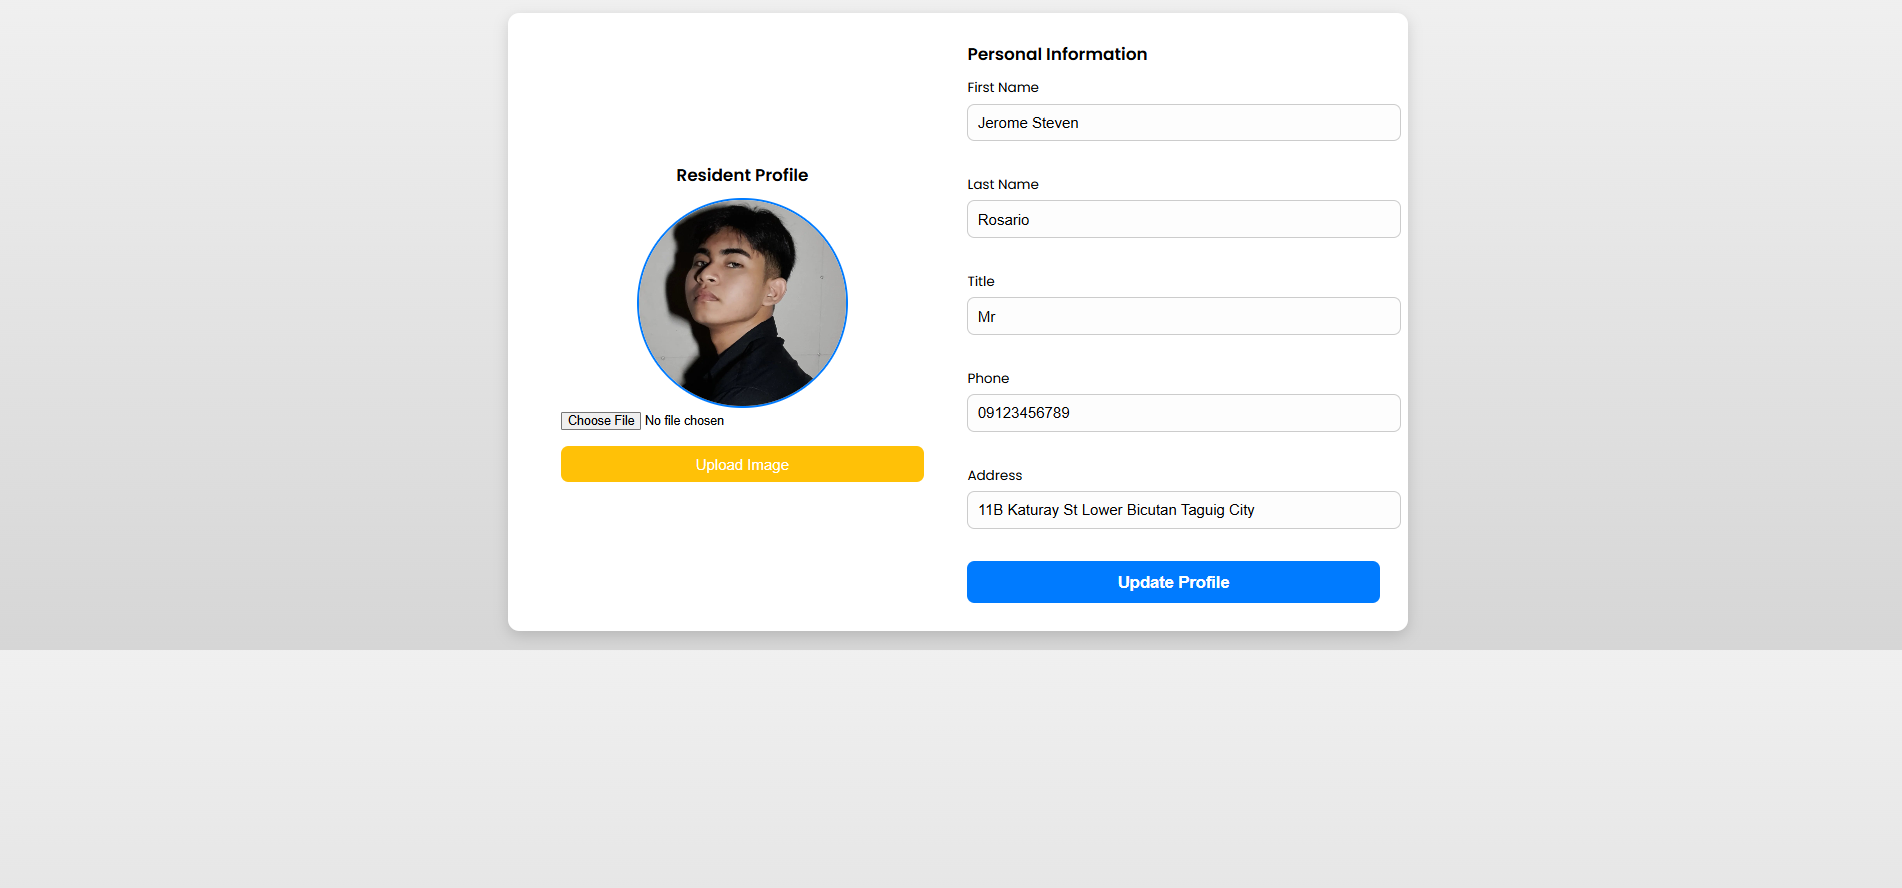 Resident Profile
Choose File No file chosen
Upload Image
Personal Information
First Name
Jerome Steven
Last Name
Rosario
Title
Mr
Phone
09123456789
Address
11B Katuray St Lower Bicutan Taguig City
Update Profile